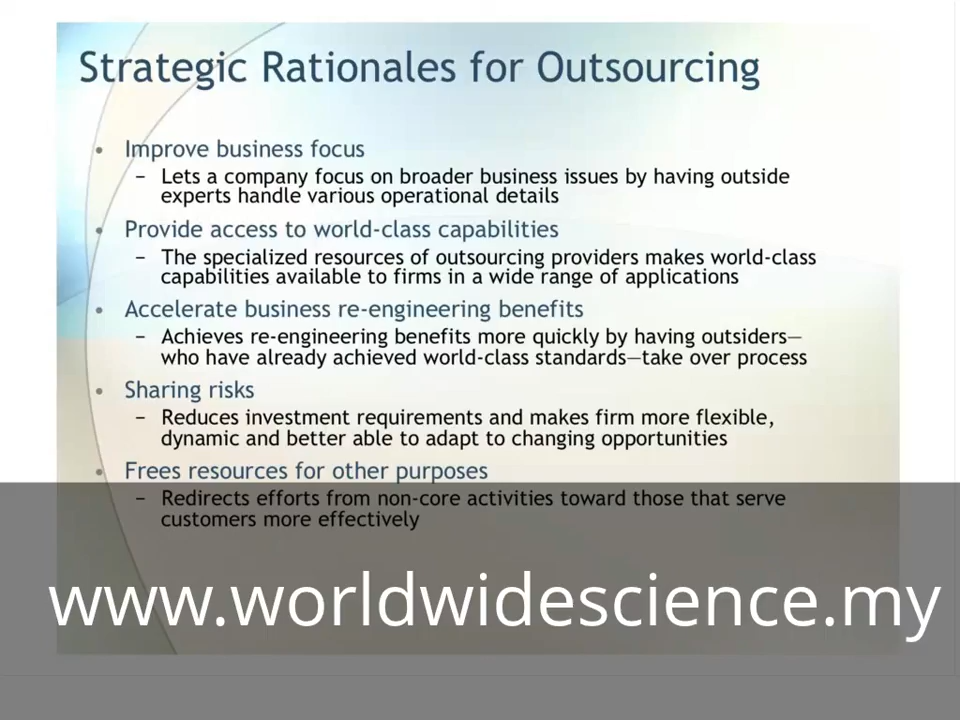 Strategic Rationales for Outsourcing
• Improve business focus
– Lets a company focus on broader business issues by having outside
experts handle various operational details
• Provide access to world-class capabilities
– The specialized resources of outsourcing providers makes world-class
capabilities available to firms in a wide range of applications
• Accelerate business re-engineering benefits
– Achieves re-engineering benefits more quickly by having outsiders—
who have already achieved world-class standards—take over process
• Sharing risks
– Reduces investment requirements and makes firm more flexible,
dynamic and better able to adapt to changing opportunities
• Frees resources for other purposes
– Redirects efforts from non-core activities toward those that serve
customers more effectively
www.worldwidescience.my